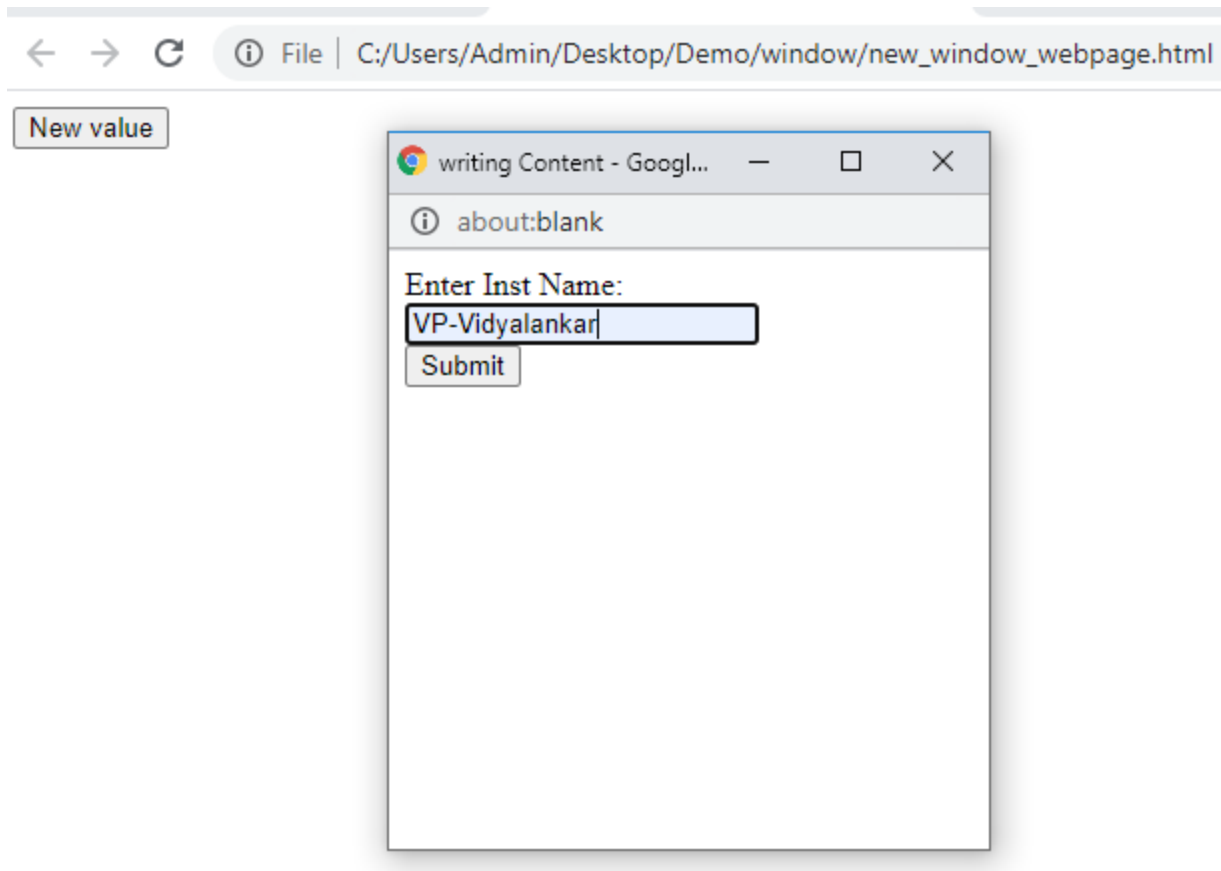 File | C:/Users/Admin/Desktop/Demo/window/new_window_webpage.html
New value
writing Content - Googl...
about:blank
Enter Inst Name:
VP-Vidyalankar
Submit